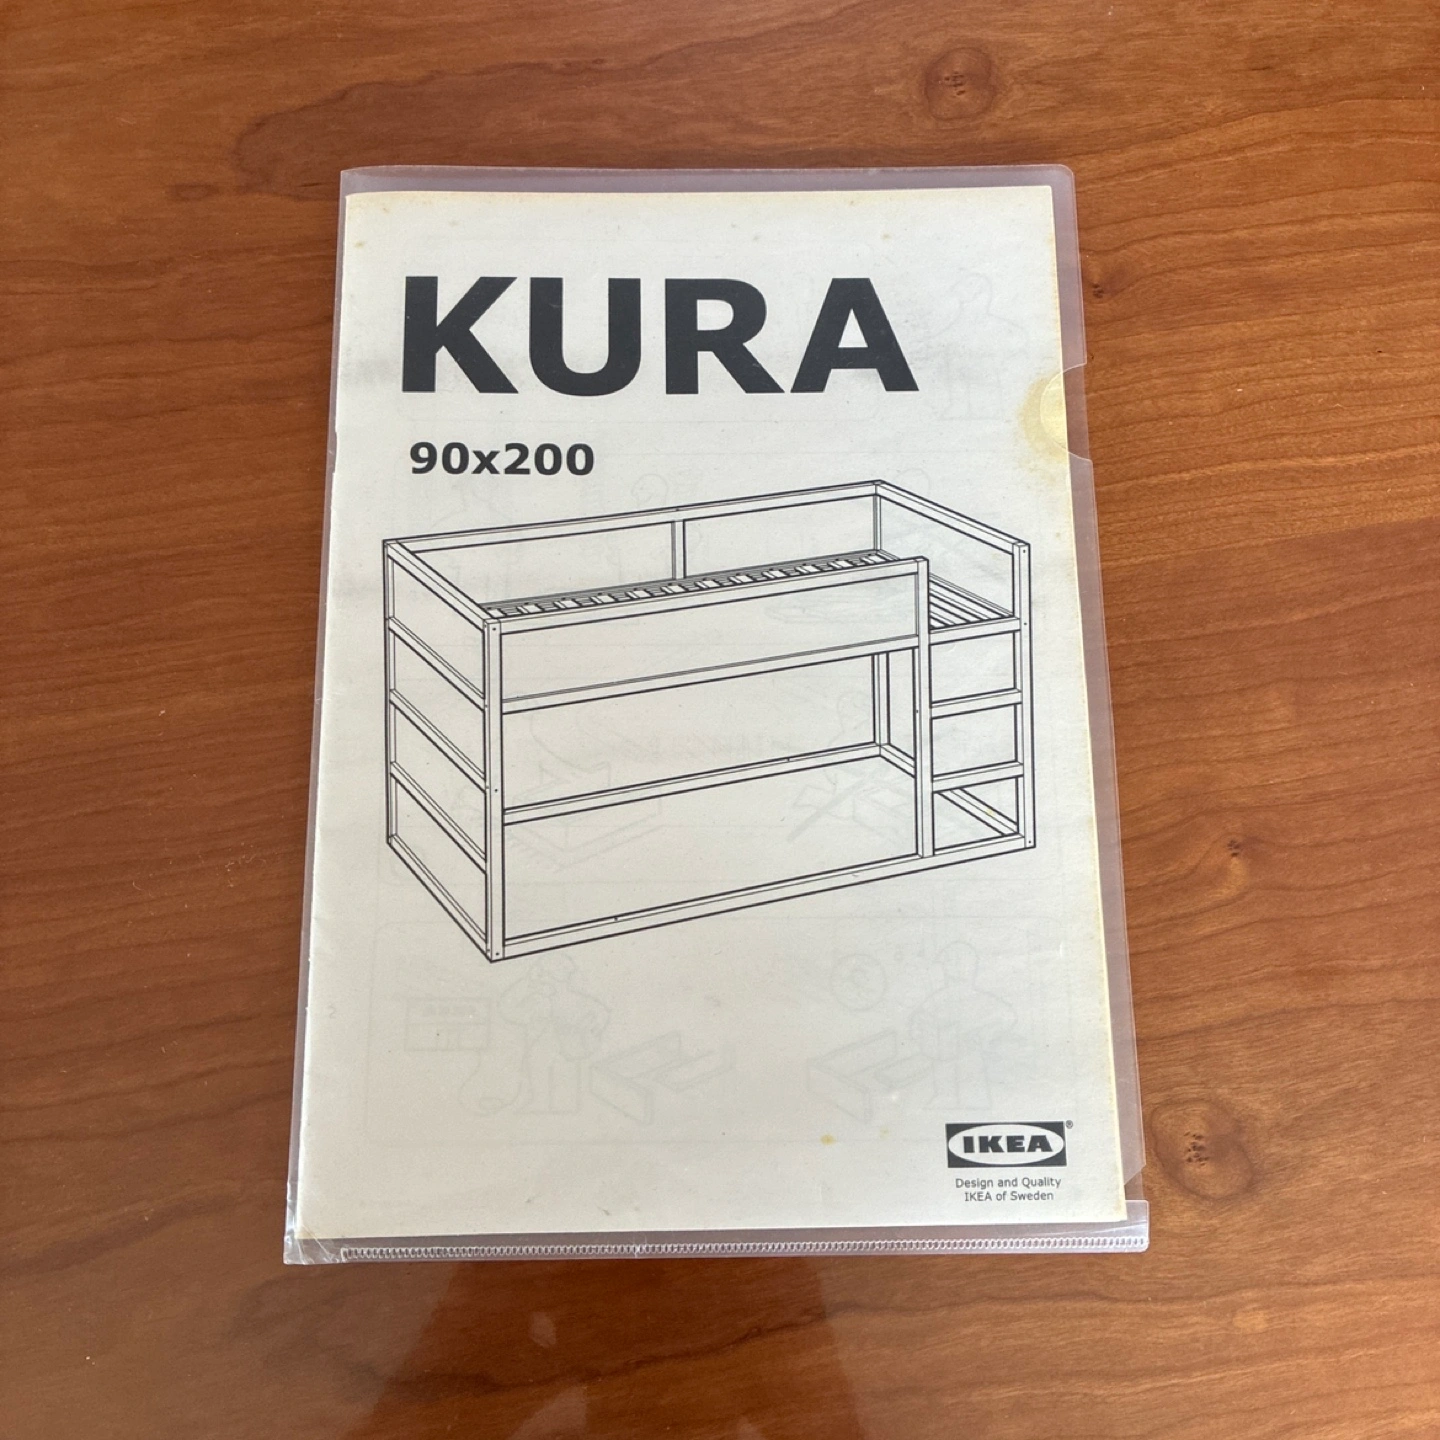 KURA
90x200
IKEA®
Design and Quality
IKEA of Sweden